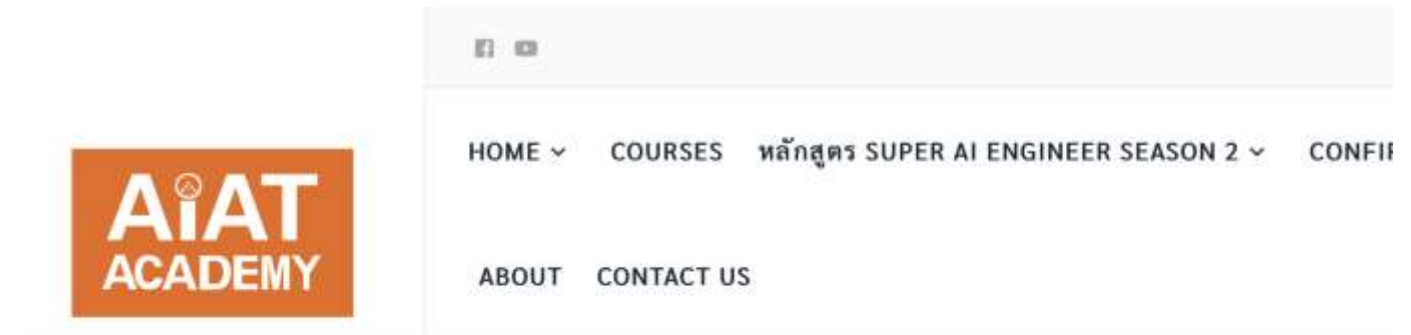 HOME COURSES หลักสูตร SUPER AI ENGINEER SEASON 2
AiAT
ACADEMY
ABOUT CONTACT US